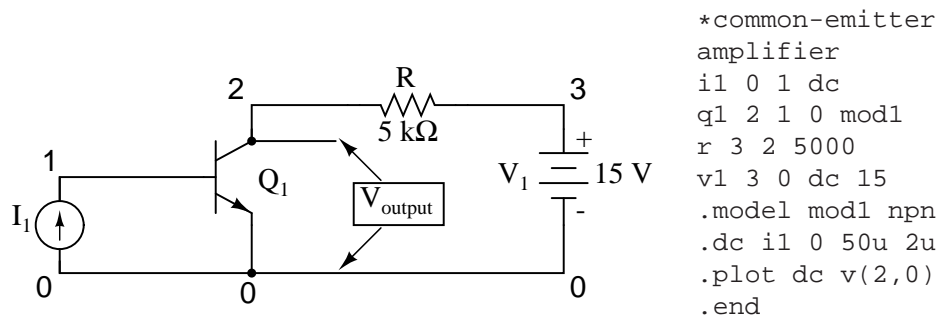 2
R
3
5 kΩ
1
Q1
V1
+
15 V
-
Voutput
I1
0
0
0
*common-emitter
amplifier
i1 0 1 dc
q1 2 1 0 mod1
r 3 2 5000
v1 3 0 dc 15
.model mod1 npn
.dc i1 0 50u 2u
.plot dc v(2,0)
.end